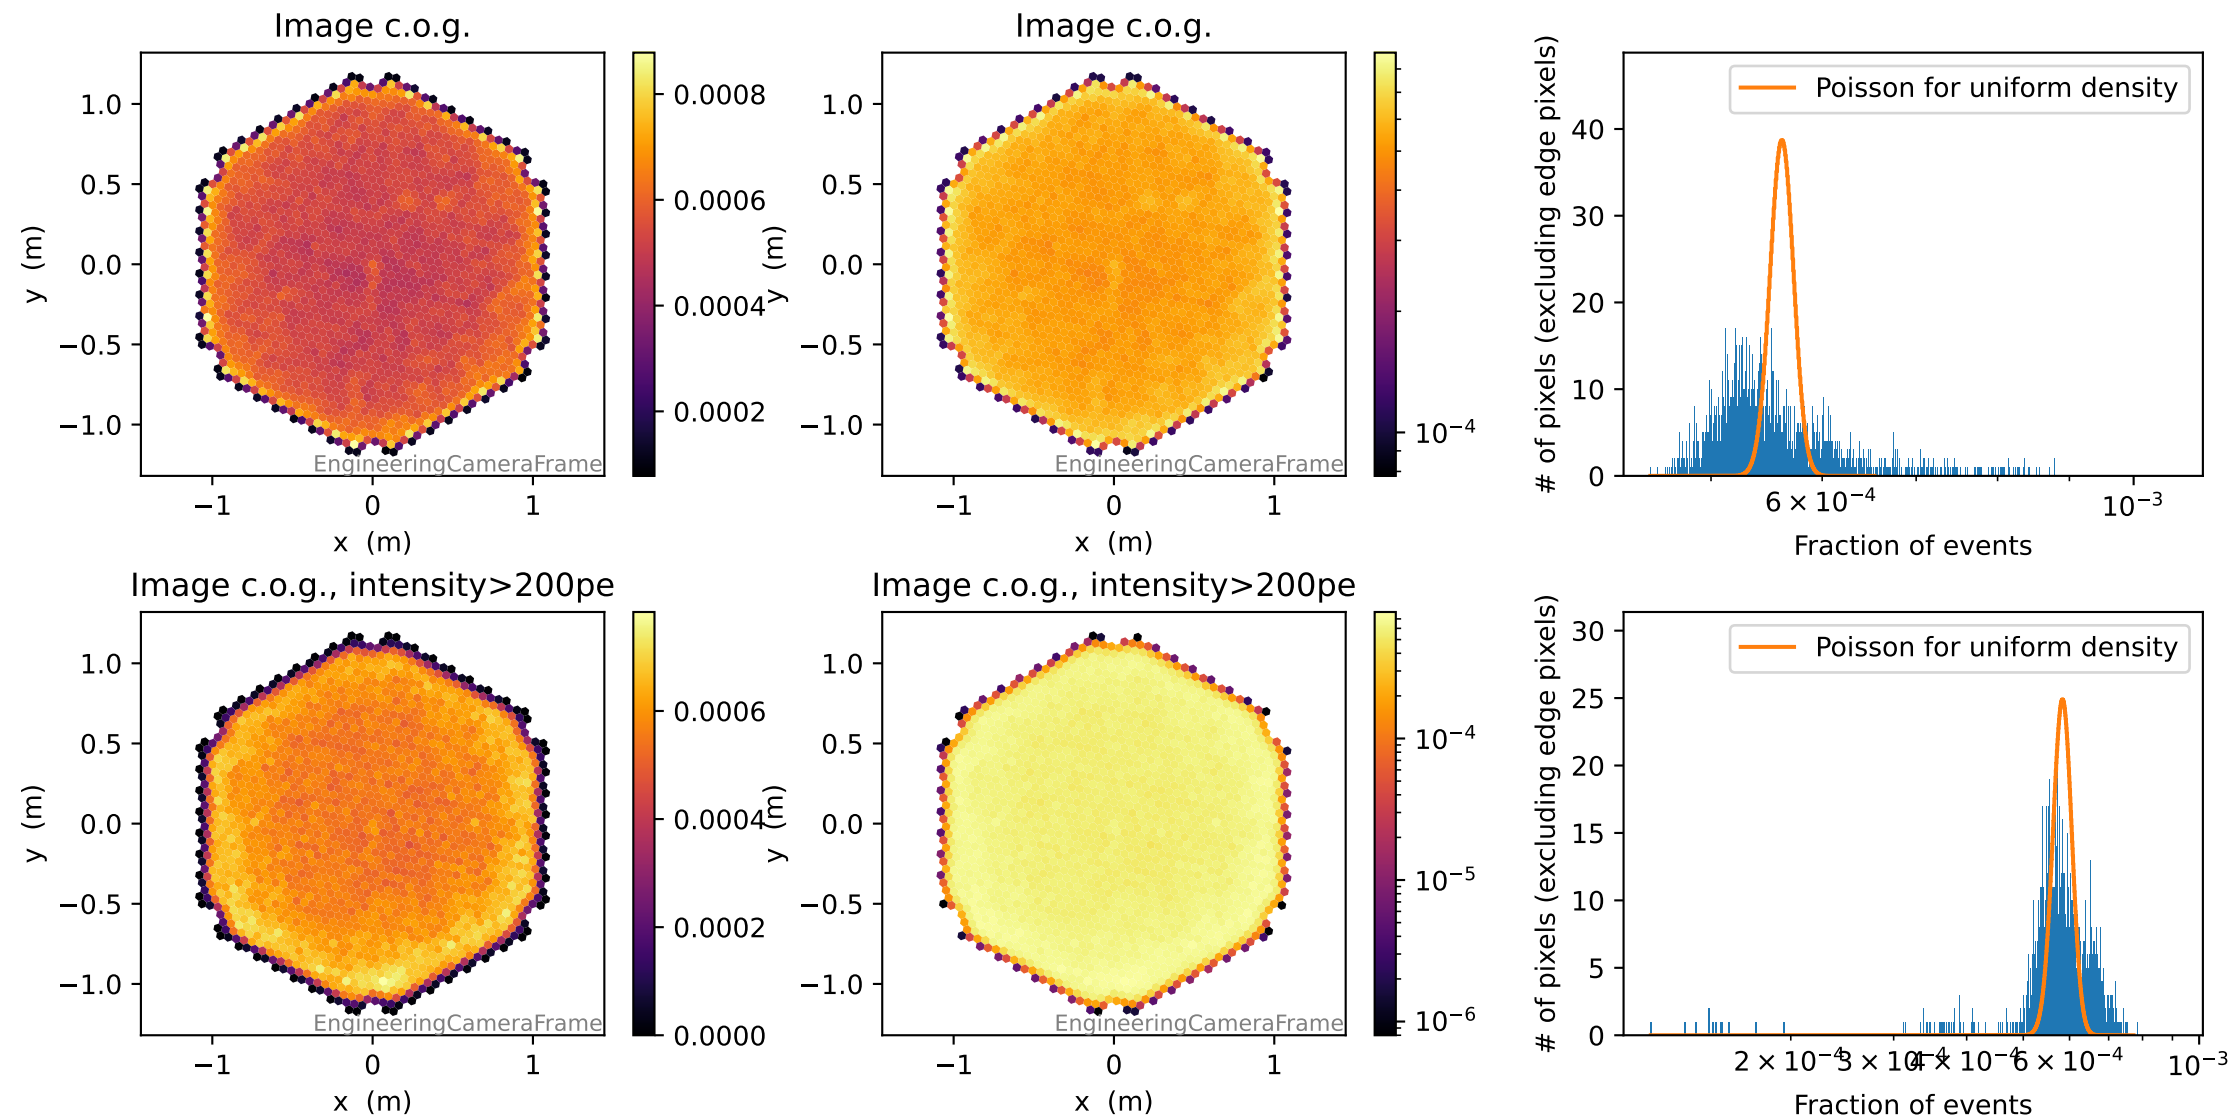 Image c.o.g.
1.0
0.5
0.0
−0.5
−1.0
y (m)
−1 0 1
x (m)
EngineeringCameraFrame
0.0008
0.0006
0.0004
0.0002
Image c.o.g.
1.0
0.5
0.0
−0.5
−1.0
y (m)
−1 0 1
x (m)
EngineeringCameraFrame
10⁻⁴
# of pixels (excluding edge pixels)
40
30
20
10
0
Poisson for uniform density
6 × 10⁻⁴ 10⁻³
Fraction of events
Image c.o.g., intensity>200pe
1.0
0.5
0.0
−0.5
−1.0
y (m)
−1 0 1
x (m)
EngineeringCameraFrame
0.0006
0.0004
0.0002
0.0000
Image c.o.g., intensity>200pe
1.0
0.5
0.0
−0.5
−1.0
y (m)
−1 0 1
x (m)
EngineeringCameraFrame
10⁻⁴
10⁻⁵
10⁻⁶
# of pixels (excluding edge pixels)
30
25
20
15
10
5
0
Poisson for uniform density
2 × 10⁻⁴ 3 × 10⁻⁴ 4 × 10⁻⁴ 6 × 10⁻⁴ 10⁻³
Fraction of events